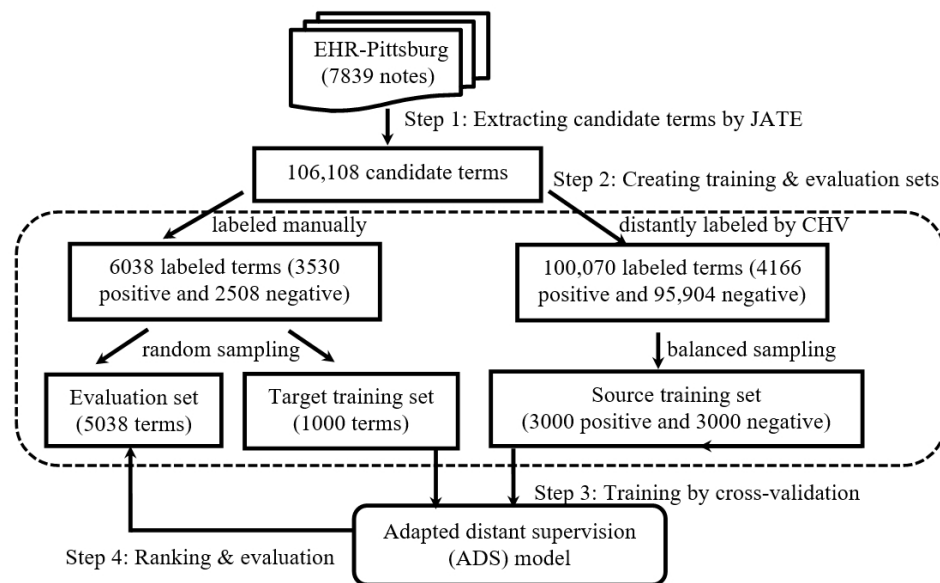 EHR-Pittsburg
(7839 notes)
Step 1: Extracting candidate terms by JATE
106,108 candidate terms
Step 2: Creating training & evaluation sets
labeled manually
distantly labeled by CHV
6038 labeled terms (3530
positive and 2508 negative)
100,070 labeled terms (4166
positive and 95,904 negative)
random sampling
balanced sampling
Evaluation set
(5038 terms)
Target training set
(1000 terms)
Source training set
(3000 positive and 3000 negative)
Step 3: Training by cross-validation
Adapted distant supervision
(ADS) model
Step 4: Ranking & evaluation